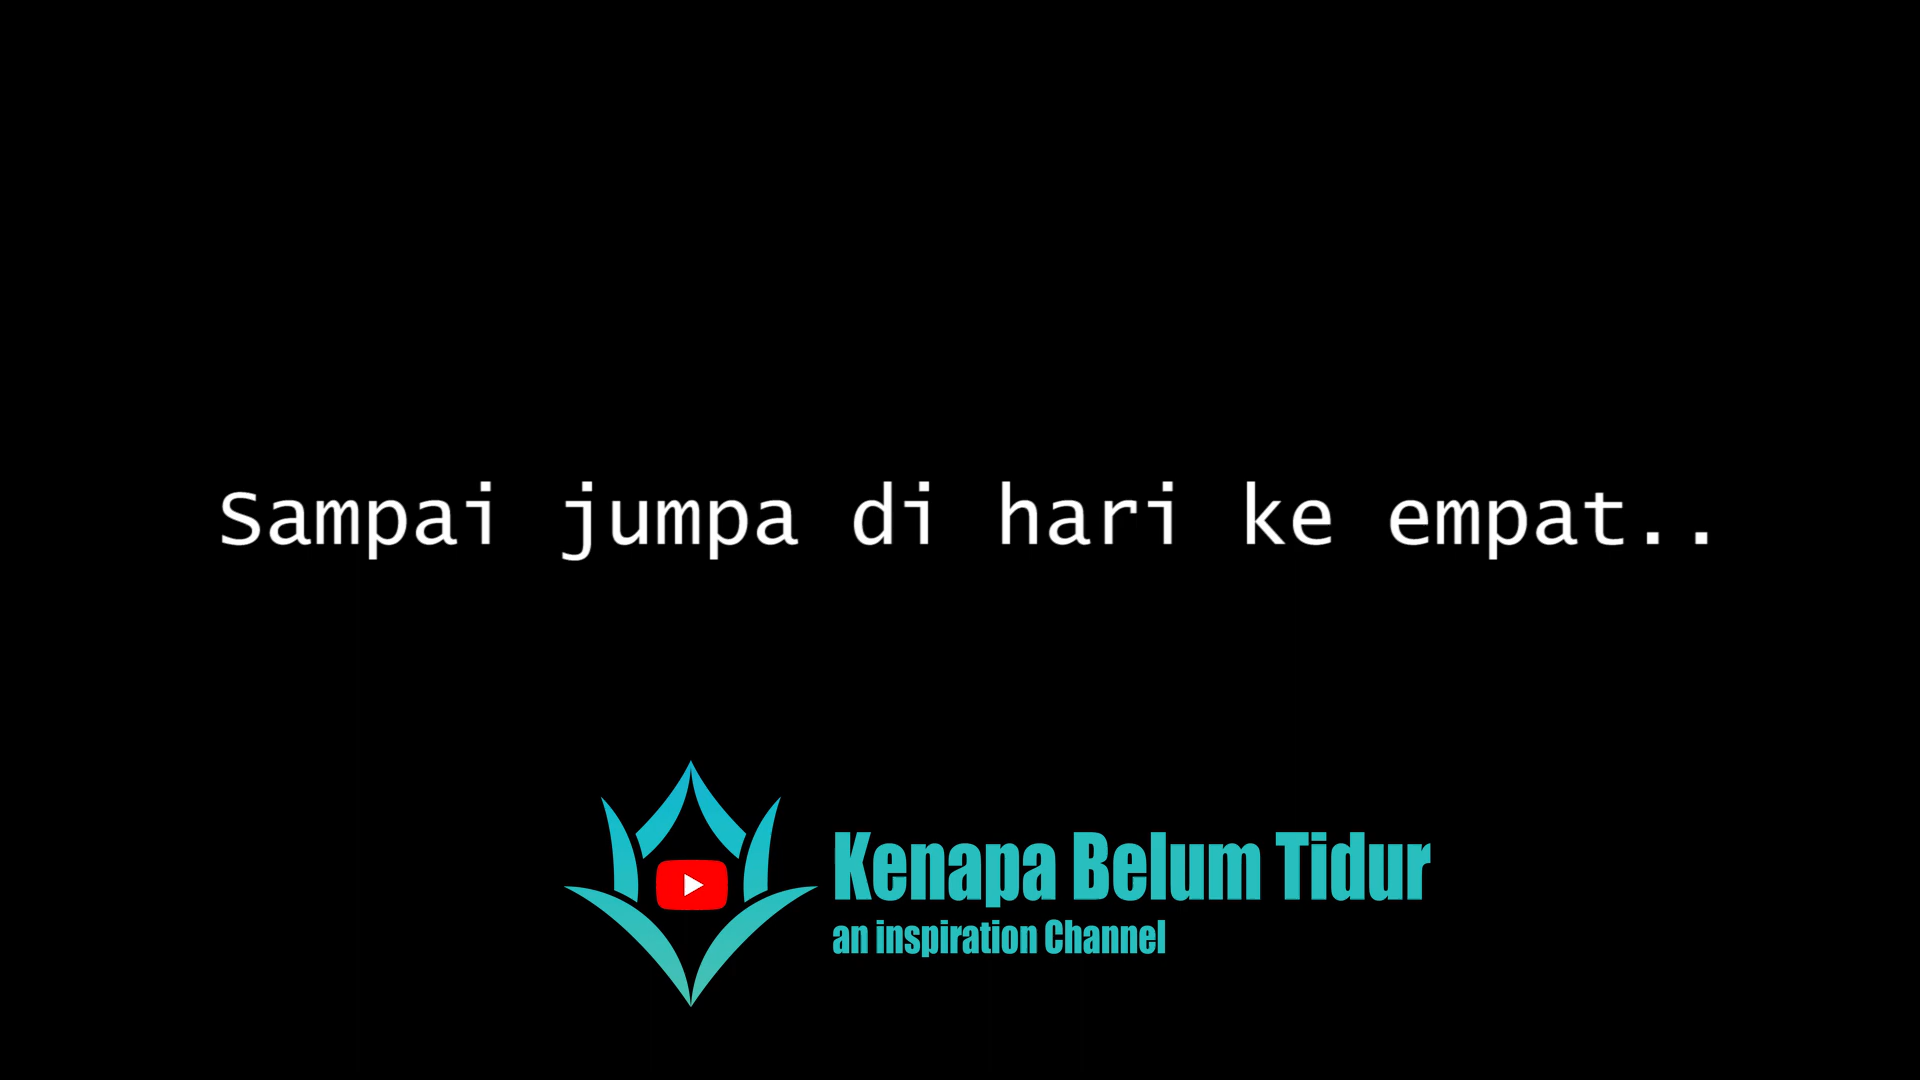 Sampai jumpa di hari ke empat..
Kenapa Belum Tidur
an inspiration Channel